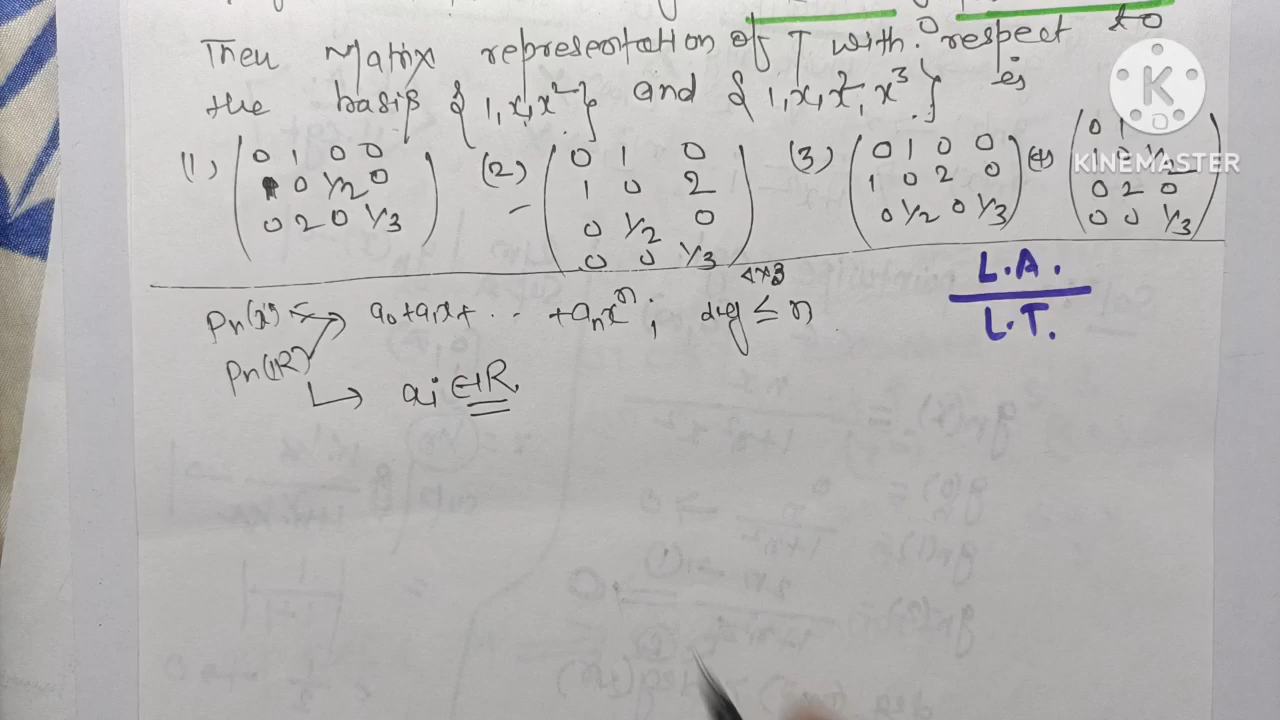 Then Matrix representation of T with respect to
the basis {1, x, x²} and {1, x, x², x³} is
(1) (2) (3) (4)
0 1 0 0
0 1/2 0
0 2 0 1/3
0 1 0
1 0 2
0 1/2 0
0 0 1/3
0 1 0 0
1 0 2 0
0 1/2 0 1/3
0 1 0
1 0 1/2
0 2 0
0 0 1/3
4×3
K
KINEMASTER
L.A.
L.T.
Pn(x) → a₀+a₁x+ ... +aₙxⁿ; deg ≤ n
Pn(IR)
↳ ai ∈ IR